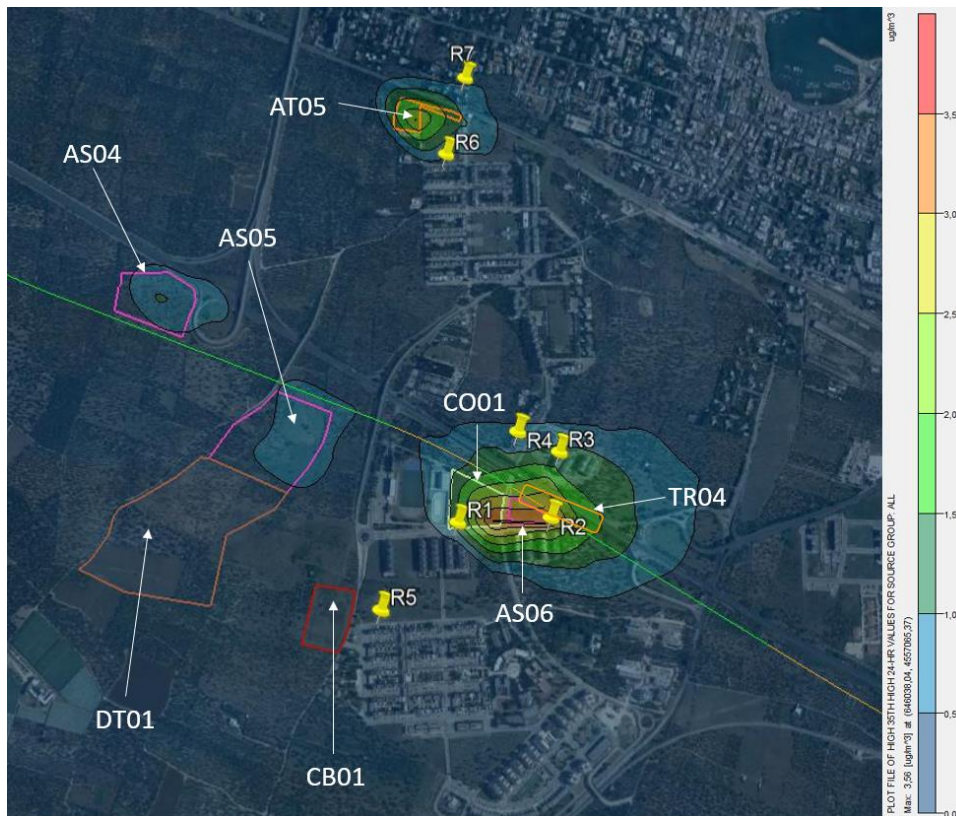 R7
AT05
R6
AS04
AS05
CO01
R4
R3
TR04
R1
R2
AS06
R5
DT01
CB01
ug/m^3
3,5
3,0
2,5
2,0
1,5
1,0
0,5
0,0
PLOT FILE OF HIGH 35TH HIGH 24-HR VALUES FOR SOURCE GROUP: ALL
Max: 3,56 [ug/m^3] at (646038,04, 4557065,37)